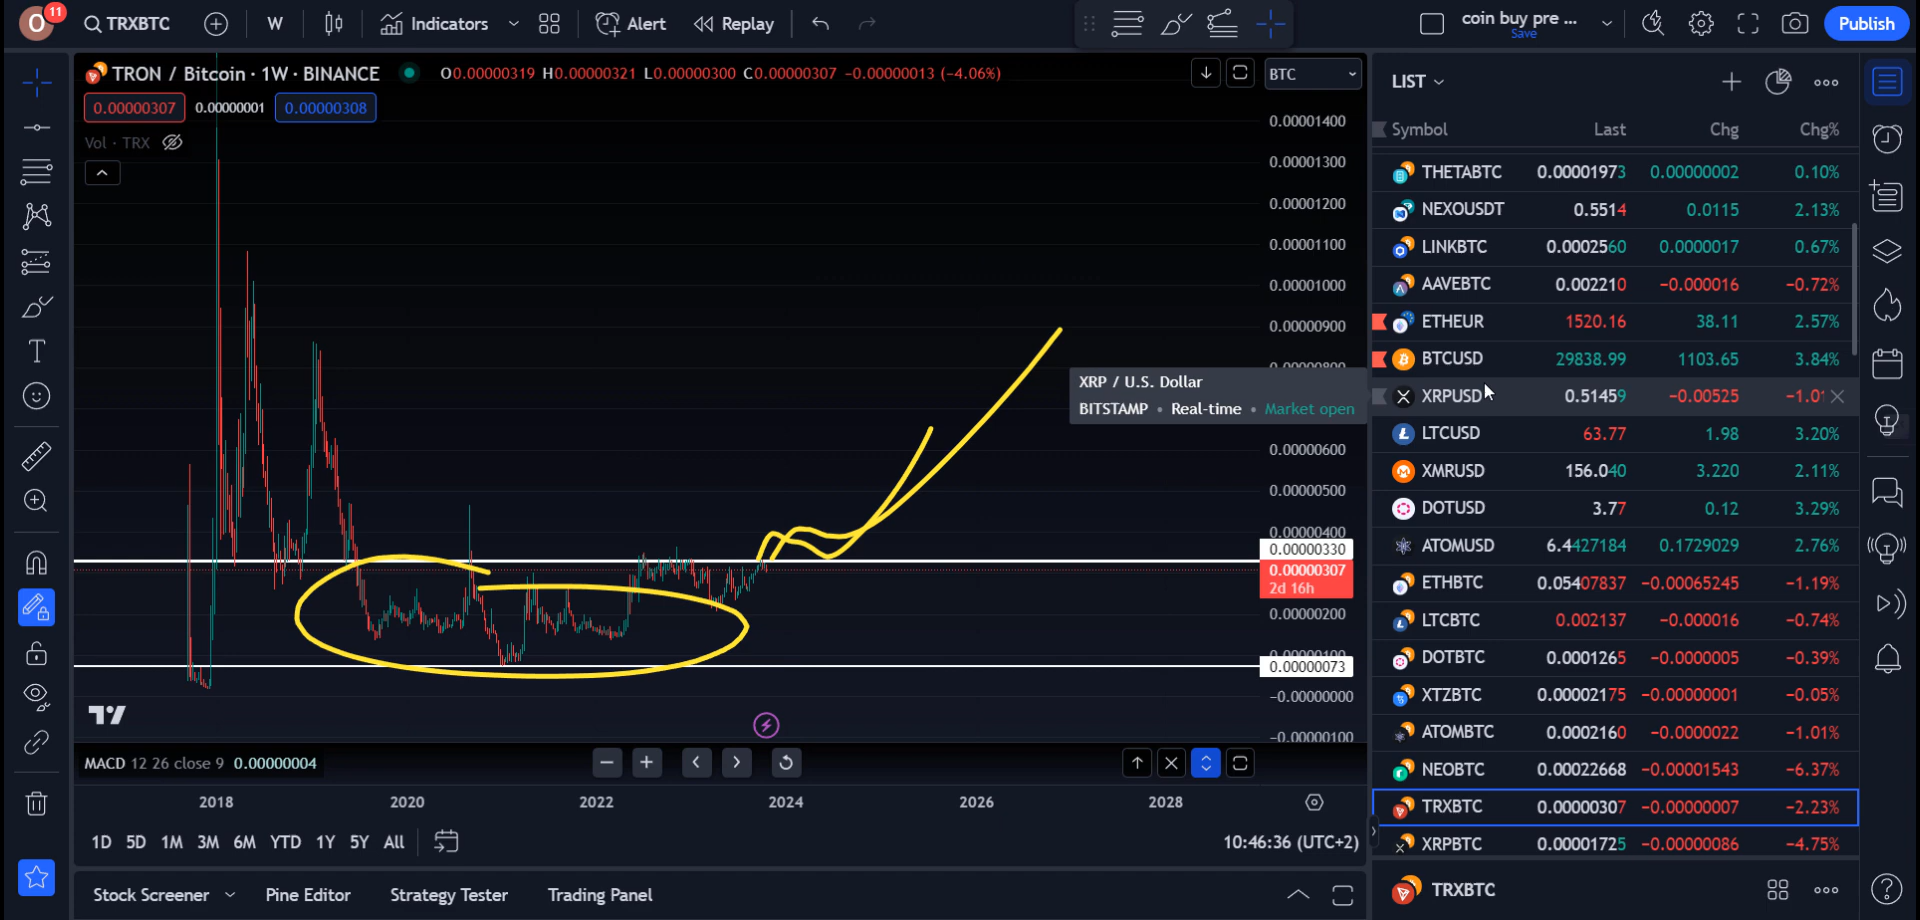 O
11
TRXBTC
W
Indicators
Alert
Replay
coin buy pre ...
Save
Publish
TRON / Bitcoin · 1W · BINANCE
O0.00000319 H0.00000321 L0.00000300 C0.00000307 −0.00000013 (−4.06%)
BTC
0.00000307
0.00000001
0.00000308
Vol · TRX
0.00001400
0.00001300
0.00001200
0.00001100
0.00001000
0.00000900
XRP / U.S. Dollar
BITSTAMP • Real-time • Market open
0.00000600
0.00000500
0.00000400
0.00000330
0.00000307
2d 16h
0.00000200
0.00000073
−0.00000000
−0.00000100
MACD 12 26 close 9 0.00000004
2018
2020
2022
2024
2026
2028
1D 5D 1M 3M 6M YTD 1Y 5Y All
10:46:36 (UTC+2)
Stock Screener
Pine Editor
Strategy Tester
Trading Panel
LIST
Symbol Last Chg Chg%
THETABTC 0.00001973 0.00000002 0.10%
NEXOUSDT 0.5514 0.0115 2.13%
LINKBTC 0.0002560 0.0000017 0.67%
AAVEBTC 0.002210 −0.000016 −0.72%
ETHEUR 1520.16 38.11 2.57%
BTCUSD 29838.99 1103.65 3.84%
XRPUSD 0.51459 −0.00525 −1.01
LTCUSD 63.77 1.98 3.20%
XMRUSD 156.040 3.220 2.11%
DOTUSD 3.77 0.12 3.29%
ATOMUSD 6.4427184 0.1729029 2.76%
ETHBTC 0.05407837 −0.00065245 −1.19%
LTCBTC 0.002137 −0.000016 −0.74%
DOTBTC 0.0001265 −0.0000005 −0.39%
XTZBTC 0.00002175 −0.00000001 −0.05%
ATOMBTC 0.0002160 −0.0000022 −1.01%
NEOBTC 0.00022668 −0.00001543 −6.37%
TRXBTC 0.00000307 −0.00000007 −2.23%
XRPBTC 0.00001725 −0.00000086 −4.75%
TRXBTC